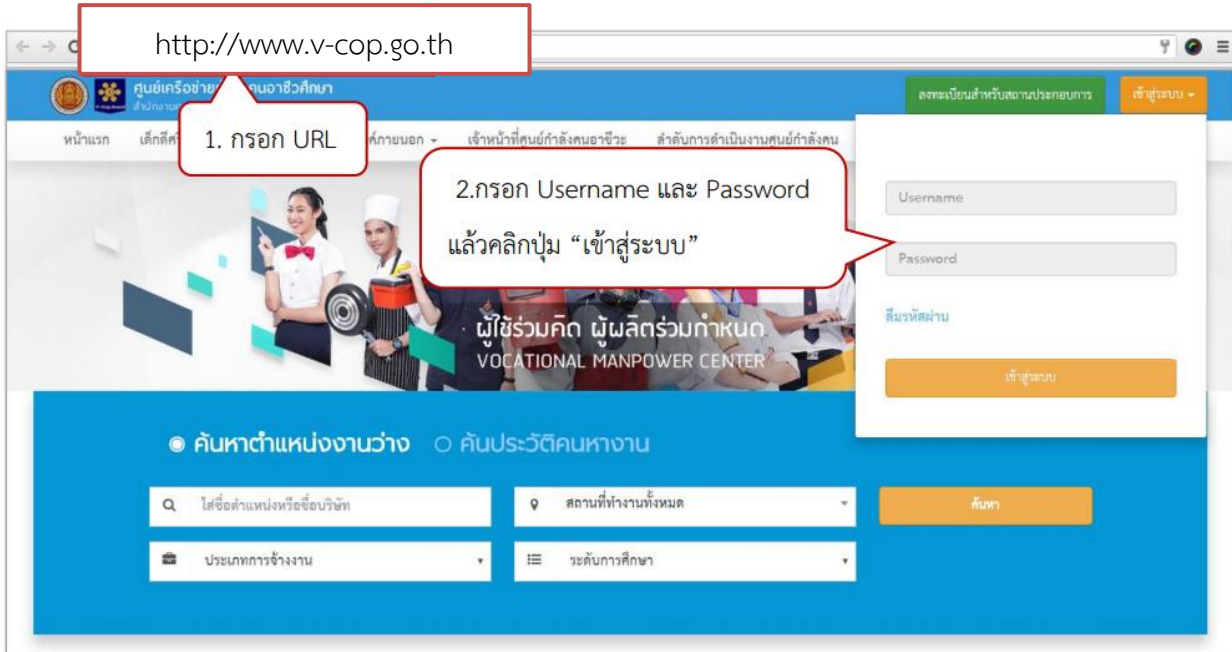 http://www.v-cop.go.th
ศูนย์เครือข่าย คนอาชีวศึกษา
ลงทะเบียนสำหรับสถานประกอบการ
เข้าสู่ระบบ
หน้าแรก
เจ้าหน้าที่ศูนย์กำลังคนอาชีวะ
ลำดับการดำเนินงานศูนย์กำลังคน
1. กรอก URL
2.กรอก Username และ Password
แล้วคลิกปุ่ม “เข้าสู่ระบบ”
Username
Password
ลืมรหัสผ่าน
เข้าสู่ระบบ
ผู้ใช้ร่วมคิด ผู้ผลิตร่วมกำหนด
VOCATIONAL MANPOWER CENTER
ค้นหาตำแหน่งงานว่าง
ค้นประวัติคนหางาน
ใส่ชื่อตำแหน่งหรือชื่อบริษัท
สถานที่ทำงานทั้งหมด
ค้นหา
ประเภทการจ้างงาน
ระดับการศึกษา